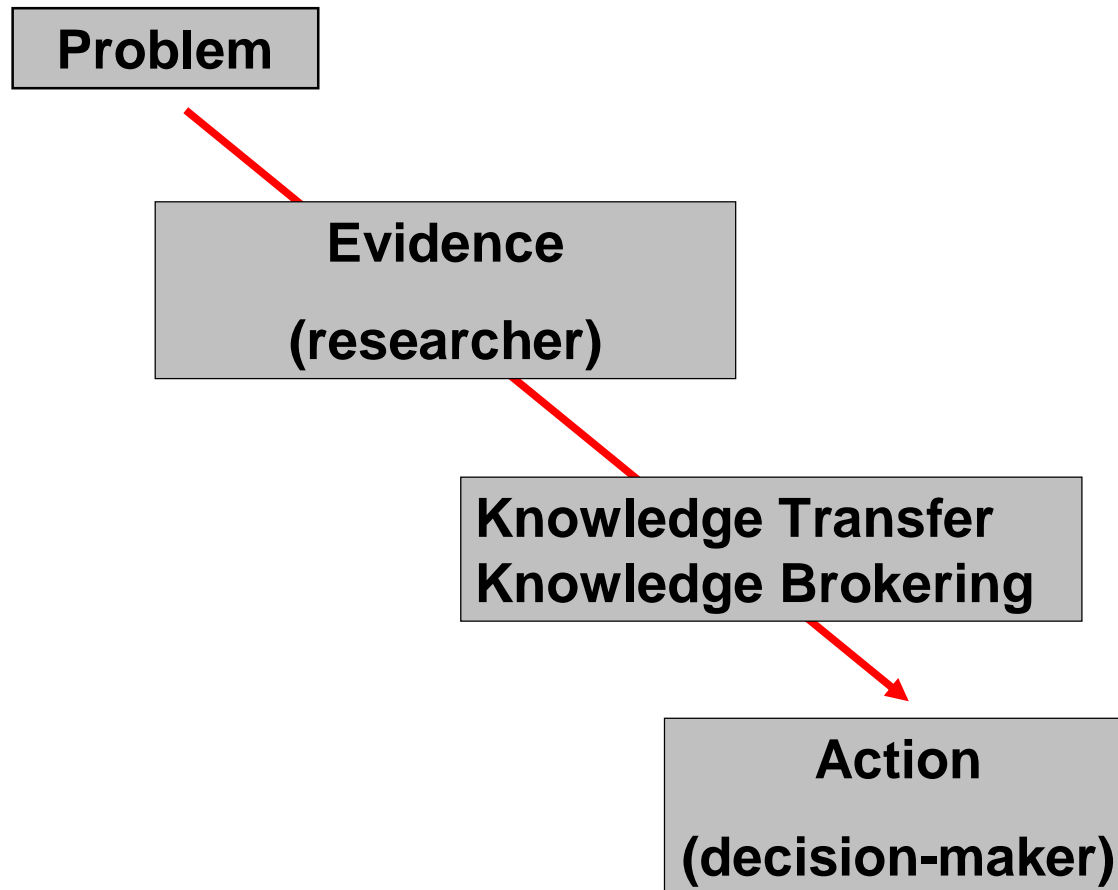 Problem
Evidence
(researcher)
Knowledge Transfer
Knowledge Brokering
Action
(decision-maker)